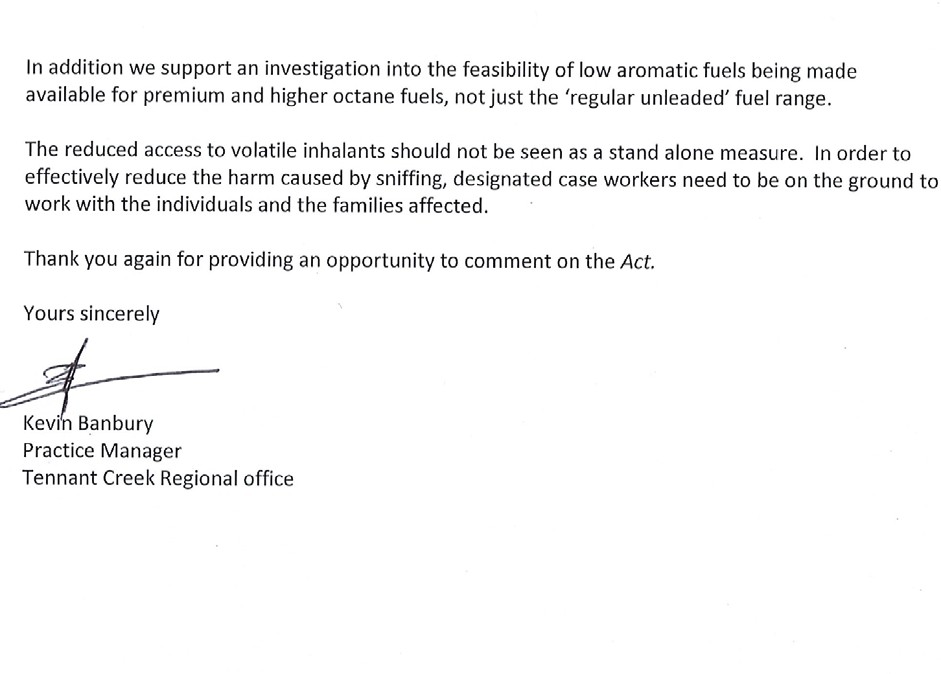 In addition we support an investigation into the feasibility of low aromatic fuels being made
available for premium and higher octane fuels, not just the ‘regular unleaded’ fuel range.
The reduced access to volatile inhalants should not be seen as a stand alone measure.  In order to
effectively reduce the harm caused by sniffing, designated case workers need to be on the ground to
work with the individuals and the families affected.
Thank you again for providing an opportunity to comment on the Act.
Yours sincerely
Kevin Banbury
Practice Manager
Tennant Creek Regional office